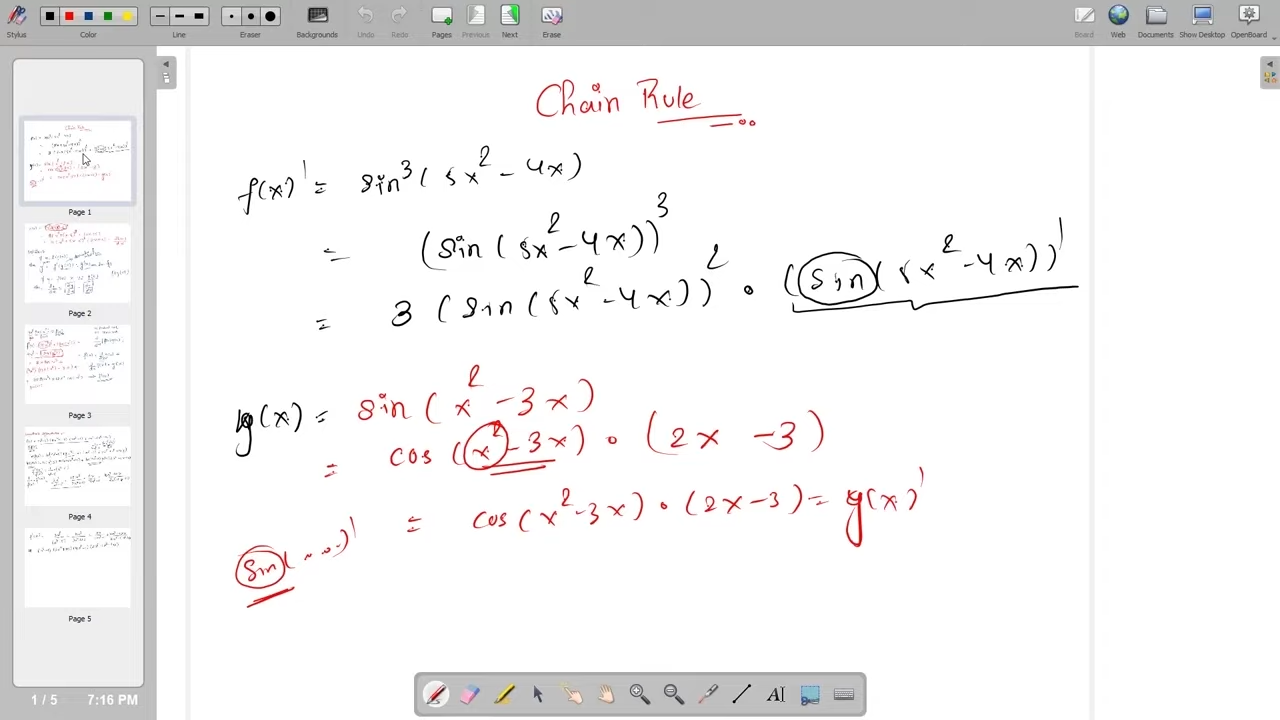 Stylus Color Line Eraser Backgrounds Undo Redo Pages Previous Next Erase Board Web Documents Show Desktop OpenBoard
Chain Rule
f(x)' = sin³(5x² - 4x)
= (sin(5x² - 4x))³
= 3(sin(5x² - 4x))² • (sin(5x² - 4x))'
g(x) = sin(x² - 3x)
= cos(x² - 3x) • (2x - 3)
= cos(x² - 3x) • (2x - 3) = g(x)'
sin(.....)'
Page 1
Page 2
Page 3
Page 4
Page 5
1 / 5 7:16 PM